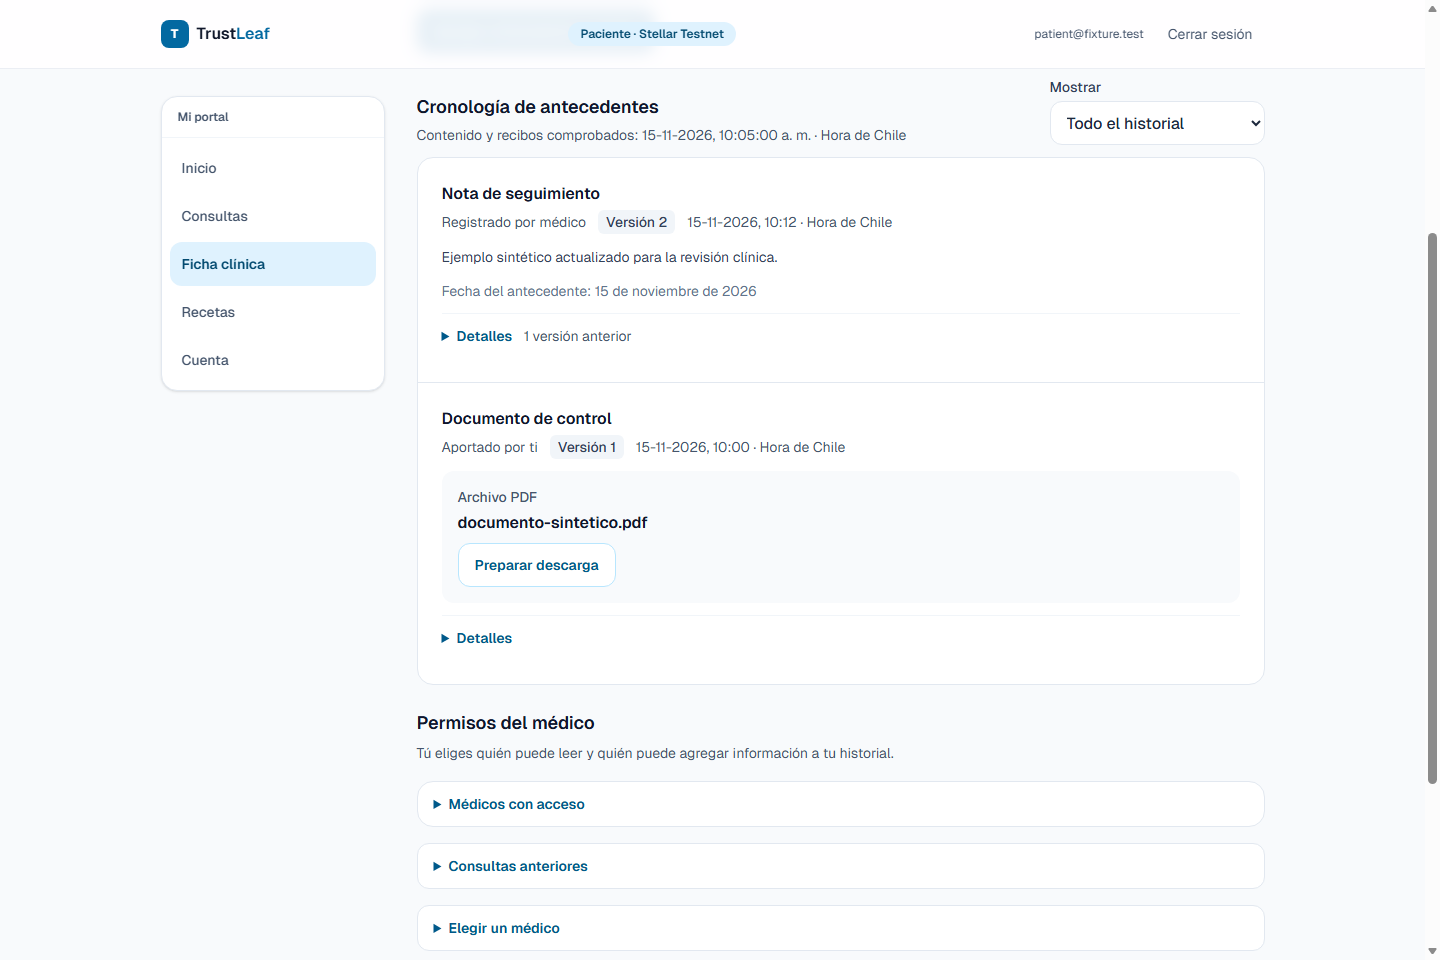 T TrustLeaf
Paciente · Stellar Testnet
patient@fixture.test
Cerrar sesión
Mi portal
Inicio
Consultas
Ficha clínica
Recetas
Cuenta
Cronología de antecedentes
Contenido y recibos comprobados: 15-11-2026, 10:05:00 a. m. · Hora de Chile
Mostrar
Todo el historial
Nota de seguimiento
Registrado por médico Versión 2 15-11-2026, 10:12 · Hora de Chile
Ejemplo sintético actualizado para la revisión clínica.
Fecha del antecedente: 15 de noviembre de 2026
Detalles 1 versión anterior
Documento de control
Aportado por ti Versión 1 15-11-2026, 10:00 · Hora de Chile
Archivo PDF
documento-sintetico.pdf
Preparar descarga
Detalles
Permisos del médico
Tú eliges quién puede leer y quién puede agregar información a tu historial.
Médicos con acceso
Consultas anteriores
Elegir un médico